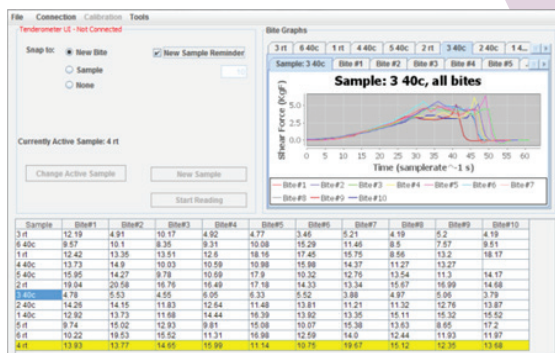 File Connection Calibration Tools
Tenderometer UI - Not Connected
Snap to: New Bite
New Sample Reminder
Sample
None
Currently Active Sample: 4 rt
Change Active Sample New Sample
Start Reading
Bite Graphs
3 rt 6 40c 1 rt 4 40c 5 40c 2 rt 3 40c 2 40c 1 4...
Sample: 3 40c Bite #1 Bite #2 Bite #3 Bite #4 Bite #5
Sample: 3 40c, all bites
Shear Force (KgF)
5.0
2.5
0.0
0 5 10 15 20 25 30 35 40 45 50 55 60
Time (samplerate^-1 s)
Bite#1 Bite#2 Bite#3 Bite#4 Bite#5 Bite#6 Bite#7
Bite#8 Bite#9 Bite#10
Sample Bite#1 Bite#2 Bite#3 Bite#4 Bite#5 Bite#6 Bite#7 Bite#8 Bite#9 Bite#10
3 rt 12.19 4.91 10.17 4.92 4.77 3.46 5.21 4.19 5.2 4.19
6 40c 9.57 10.1 8.35 9.31 10.08 15.29 11.46 8.5 7.57 9.51
1 rt 12.42 13.35 13.51 12.6 18.16 17.45 15.75 8.56 13.2 18.17
4 40c 13.73 14.9 10.03 10.59 10.98 15.98 14.37 11.27 13.27
5 40c 15.95 14.27 9.78 10.69 17.9 10.32 12.76 13.54 11.3 14.17
2 rt 19.04 20.58 16.76 16.49 17.18 14.33 13.34 15.67 16.99 14.68
3 40c 4.78 5.53 4.55 6.05 6.33 5.52 3.88 4.97 5.06 3.79
2 40c 14.26 14.15 11.83 12.64 11.48 13.81 11.21 11.32 12.76 13.87
1 40c 12.92 13.73 11.68 14.44 16.39 13.92 13.35 15.11 15.32 15.52
5 rt 9.74 15.02 12.93 9.81 15.08 10.07 15.38 13.63 8.65 17.2
6 rt 10.22 19.53 15.52 11.31 16.98 12.59 14.0 12.44 11.93 11.97
4 rt 13.93 13.77 14.65 15.99 11.14 10.75 19.67 15.12 12.35 13.68